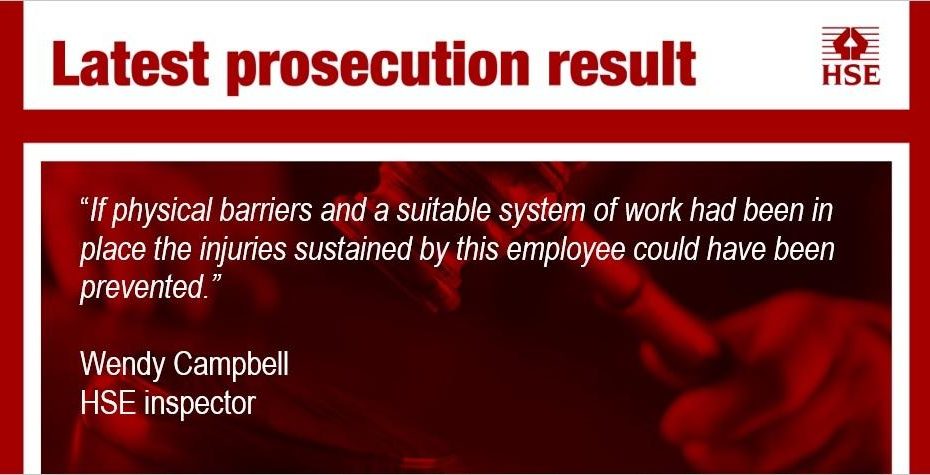 Latest prosecution result
HSE
“If physical barriers and a suitable system of work had been in
place the injuries sustained by this employee could have been
prevented.”
Wendy Campbell
HSE inspector